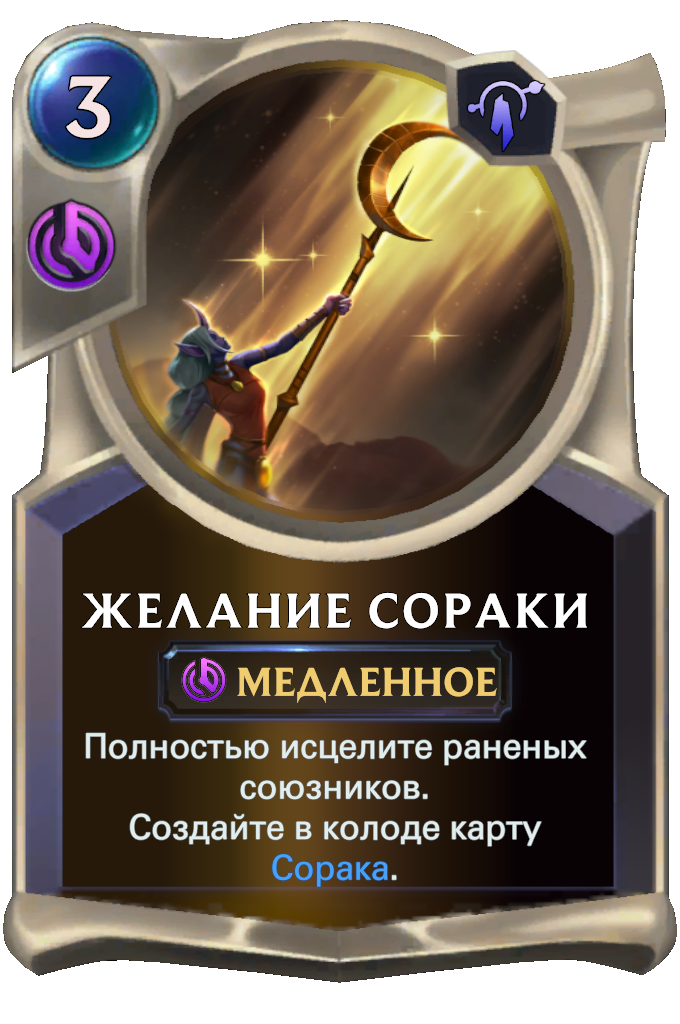 3
ЖЕЛАНИЕ СОРАКИ
МЕДЛЕННОЕ
Полностью исцелите раненых
союзников.
Создайте в колоде карту
Сорака.